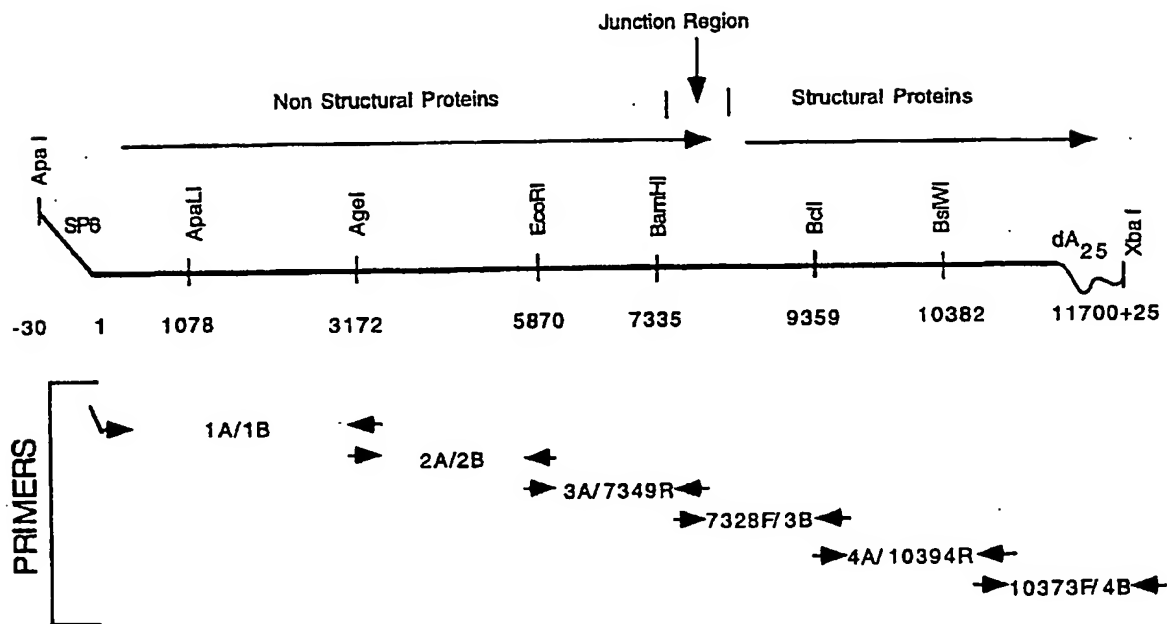 Junction Region
Non Structural Proteins
Structural Proteins
Apa I
SP6
ApaLI
AgeI
EcoRI
BamHI
BclI
BsiWI
dA25
Xba I
-30 1 1078 3172 5870 7335 9359 10382 11700+25
PRIMERS
1A/1B
2A/2B
3A/7349R
7328F/3B
4A/10394R
10373F/4B